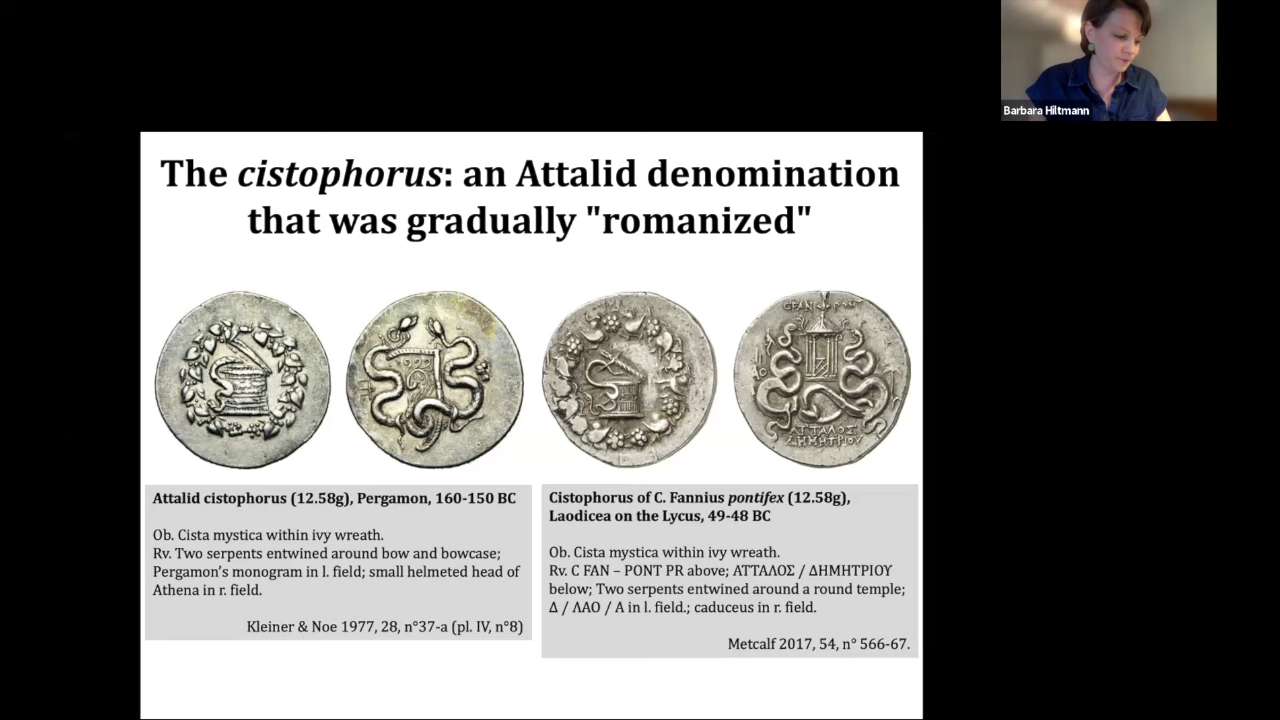 Barbara Hiltmann
The cistophorus: an Attalid denomination
that was gradually "romanized"
ΑΤΤΑΛΟΣ
ΔΗΜΗΤΡΙΟΥ
Attalid cistophorus (12.58g), Pergamon, 160-150 BC
Ob. Cista mystica within ivy wreath.
Rv. Two serpents entwined around bow and bowcase;
Pergamon’s monogram in l. field; small helmeted head of
Athena in r. field.
Kleiner & Noe 1977, 28, n°37-a (pl. IV, n°8)
Cistophorus of C. Fannius pontifex (12.58g),
Laodicea on the Lycus, 49-48 BC
Ob. Cista mystica within ivy wreath.
Rv. C FAN – PONT PR above; ΑΤΤΑΛΟΣ / ΔΗΜΗΤΡΙΟΥ
below; Two serpents entwined around a round temple;
Δ / ΛΑΟ / Α in l. field.; caduceus in r. field.
Metcalf 2017, 54, n° 566-67.